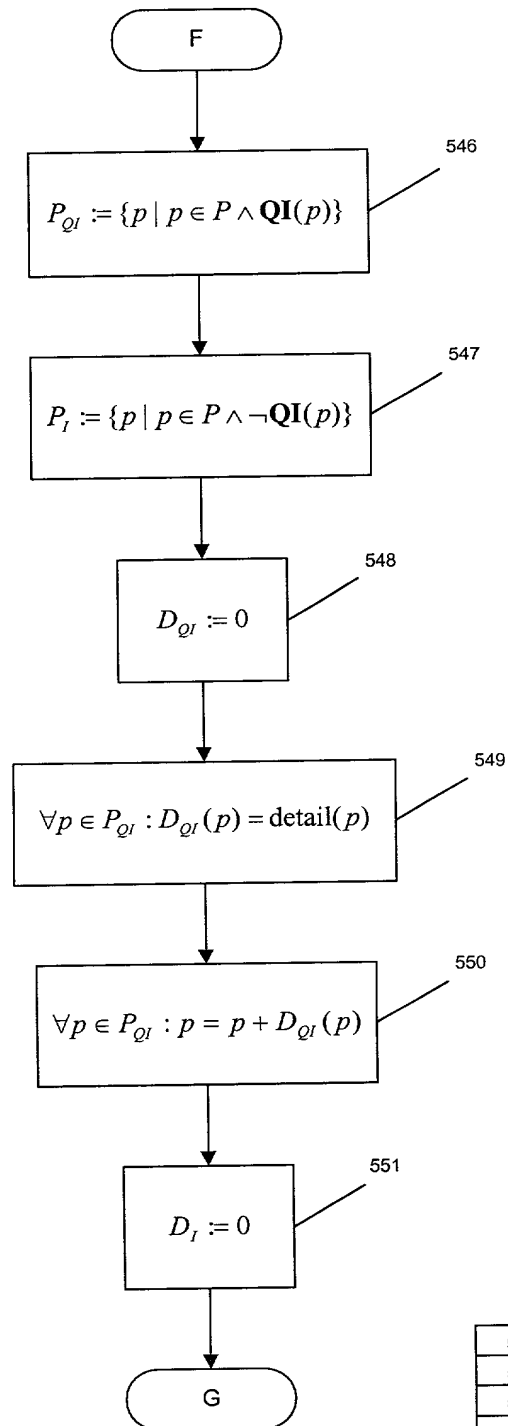 F
546
P_{QI} := {p | p ∈ P ∧ QI(p)}
547
P_I := {p | p ∈ P ∧ ¬QI(p)}
548
D_{QI} := 0
549
∀p ∈ P_{QI} : D_{QI}(p) = detail(p)
550
∀p ∈ P_{QI} : p = p + D_{QI}(p)
551
D_I := 0
G